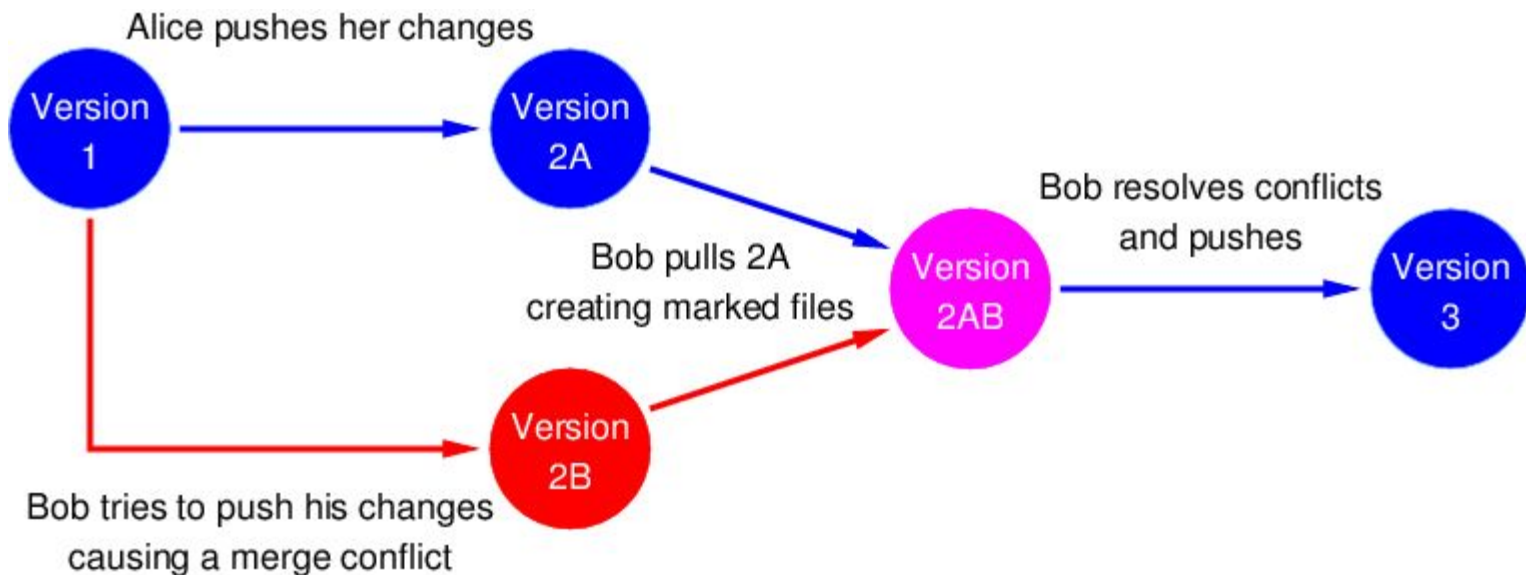 Alice pushes her changes
Version
1
Version
2A
Bob pulls 2A
creating marked files
Version
2AB
Bob resolves conflicts
and pushes
Version
3
Version
2B
Bob tries to push his changes
causing a merge conflict